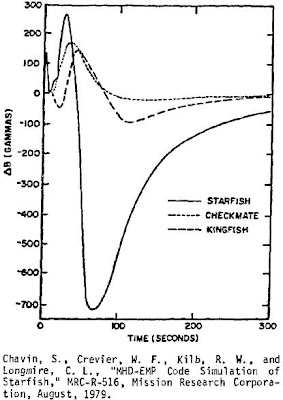 300
200
100
0
-100
-200
-300
-400
-500
-600
-700
ΔB (GAMMAS)
STARFISH
CHECKMATE
KINGFISH
0 100 200 300
TIME (SECONDS)
Chavin, S., Crevier, W. F., Kilb, R. W., and
Longmire, C. L., "MHD-EMP Code Simulation of
Starfish," MRC-R-516, Mission Research Corpora-
tion, August, 1979.